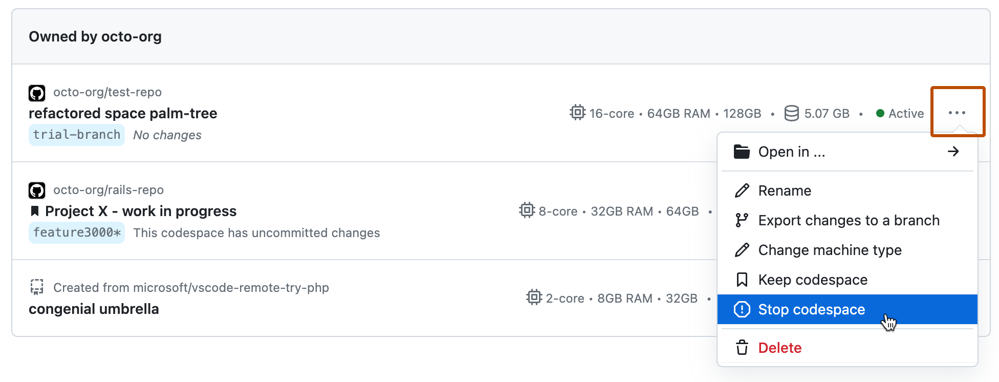 Owned by octo-org
octo-org/test-repo
refactored space palm-tree
trial-branch No changes
16-core • 64GB RAM • 128GB • 5.07 GB • Active ...
octo-org/rails-repo
Project X - work in progress
feature3000* This codespace has uncommitted changes
8-core • 32GB RAM • 64GB •
Created from microsoft/vscode-remote-try-php
congenial umbrella
2-core • 8GB RAM • 32GB •
Open in ...
Rename
Export changes to a branch
Change machine type
Keep codespace
Stop codespace
Delete